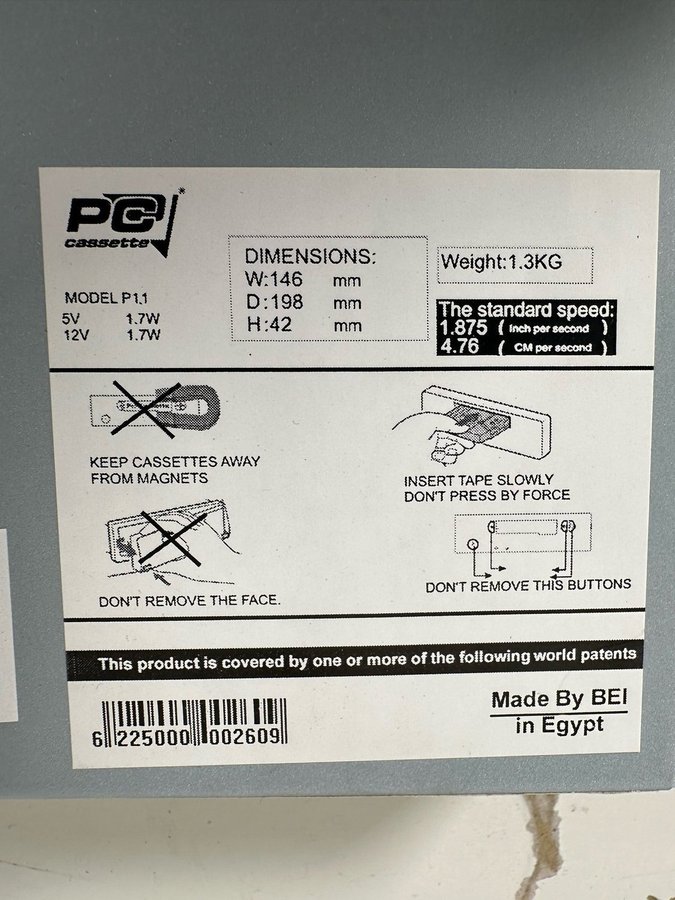 PC
cassette
*
MODEL P1.1
5V 1.7W
12V 1.7W
DIMENSIONS:
W:146 mm
D:198 mm
H:42 mm
Weight:1.3KG
The standard speed:
1.875 ( Inch per second )
4.76 ( CM per second )
KEEP CASSETTES AWAY
FROM MAGNETS
INSERT TAPE SLOWLY
DON'T PRESS BY FORCE
DON'T REMOVE THE FACE.
DON'T REMOVE THIS BUTTONS
This product is covered by one or more of the following world patents
6 225000 002609
Made By BEI
in Egypt